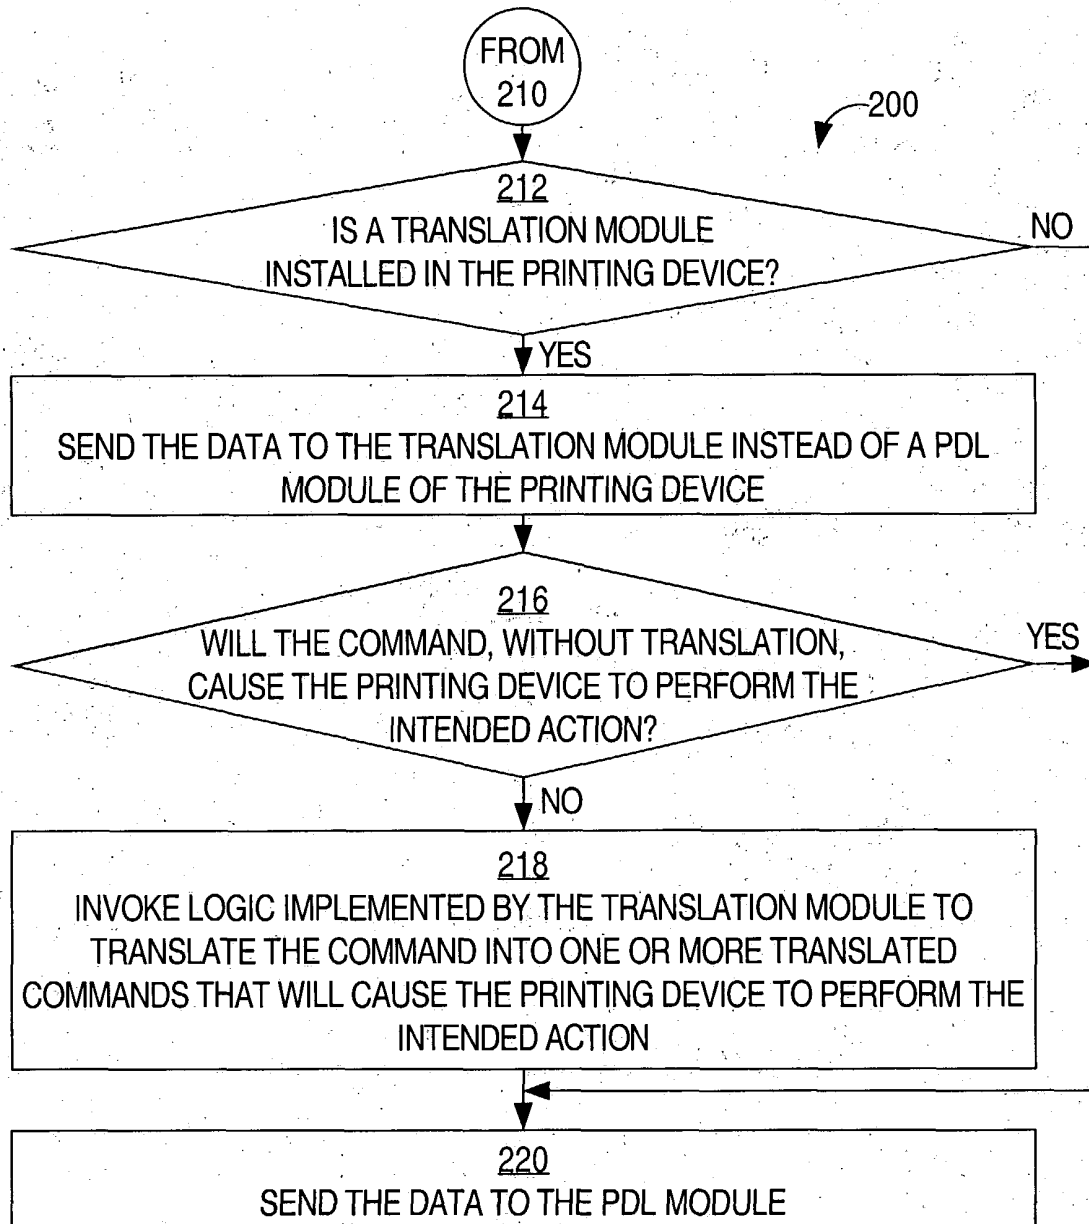 FROM
210
200
212
IS A TRANSLATION MODULE
INSTALLED IN THE PRINTING DEVICE?
NO
YES
214
SEND THE DATA TO THE TRANSLATION MODULE INSTEAD OF A PDL
MODULE OF THE PRINTING DEVICE
216
WILL THE COMMAND, WITHOUT TRANSLATION,
CAUSE THE PRINTING DEVICE TO PERFORM THE
INTENDED ACTION?
YES
NO
218
INVOKE LOGIC IMPLEMENTED BY THE TRANSLATION MODULE TO
TRANSLATE THE COMMAND INTO ONE OR MORE TRANSLATED
COMMANDS THAT WILL CAUSE THE PRINTING DEVICE TO PERFORM THE
INTENDED ACTION
220
SEND THE DATA TO THE PDL MODULE